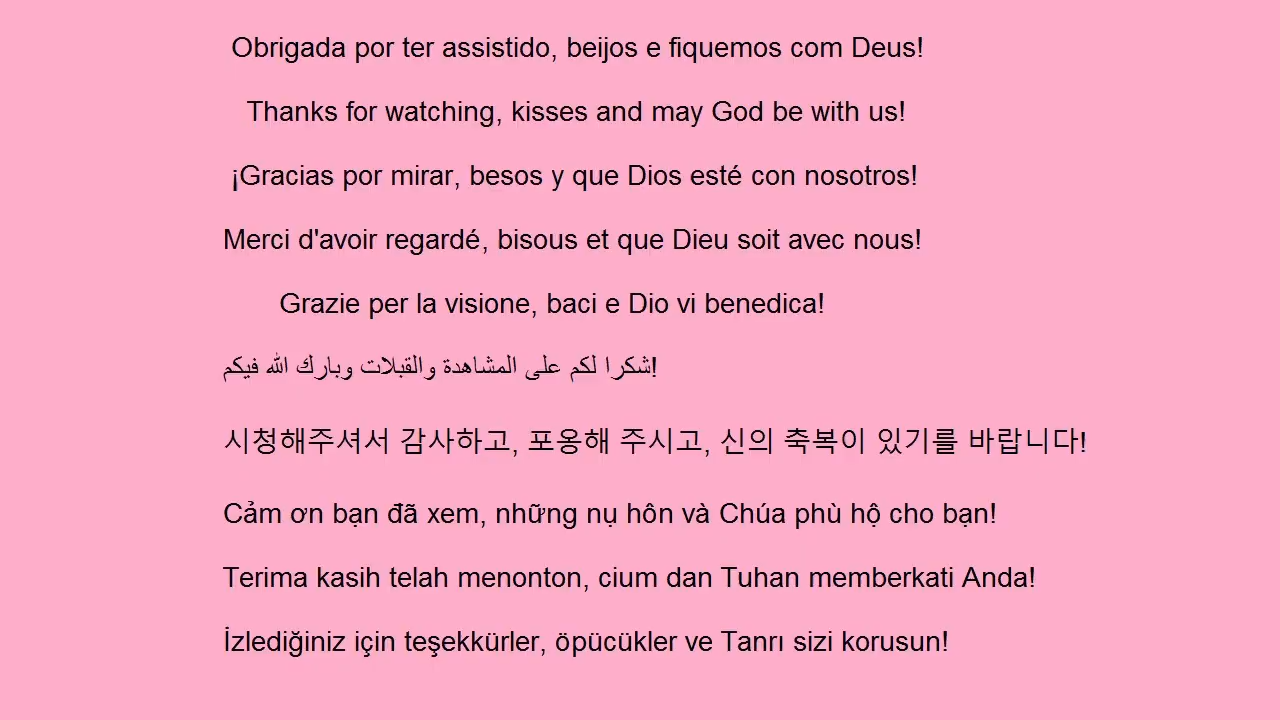 Obrigada por ter assistido, beijos e fiquemos com Deus!
Thanks for watching, kisses and may God be with us!
¡Gracias por mirar, besos y que Dios esté con nosotros!
Merci d'avoir regardé, bisous et que Dieu soit avec nous!
Grazie per la visione, baci e Dio vi benedica!
شكرا لكم على المشاهدة والقبلات وبارك الله فيكم!
시청해주셔서 감사하고, 포옹해 주시고, 신의 축복이 있기를 바랍니다!
Cảm ơn bạn đã xem, những nụ hôn và Chúa phù hộ cho bạn!
Terima kasih telah menonton, cium dan Tuhan memberkati Anda!
İzlediğiniz için teşekkürler, öpücükler ve Tanrı sizi korusun!